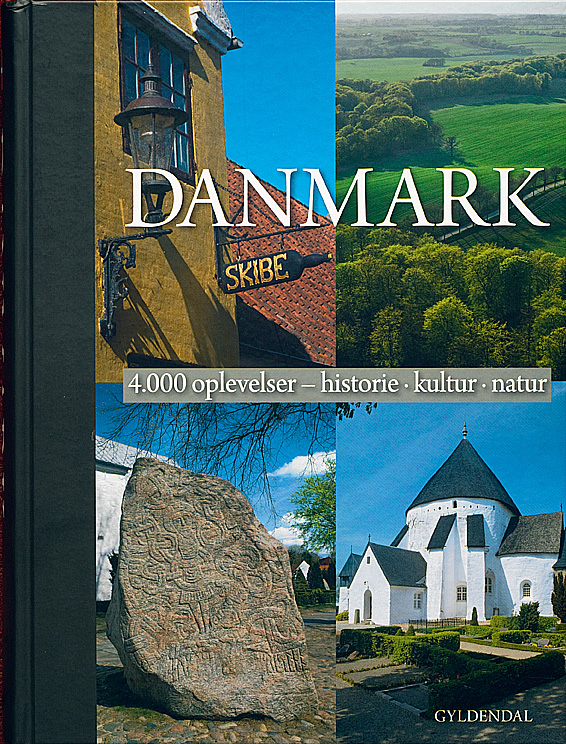 DANMARK
SKIBE
4.000 oplevelser – historie · kultur · natur
GYLDENDAL